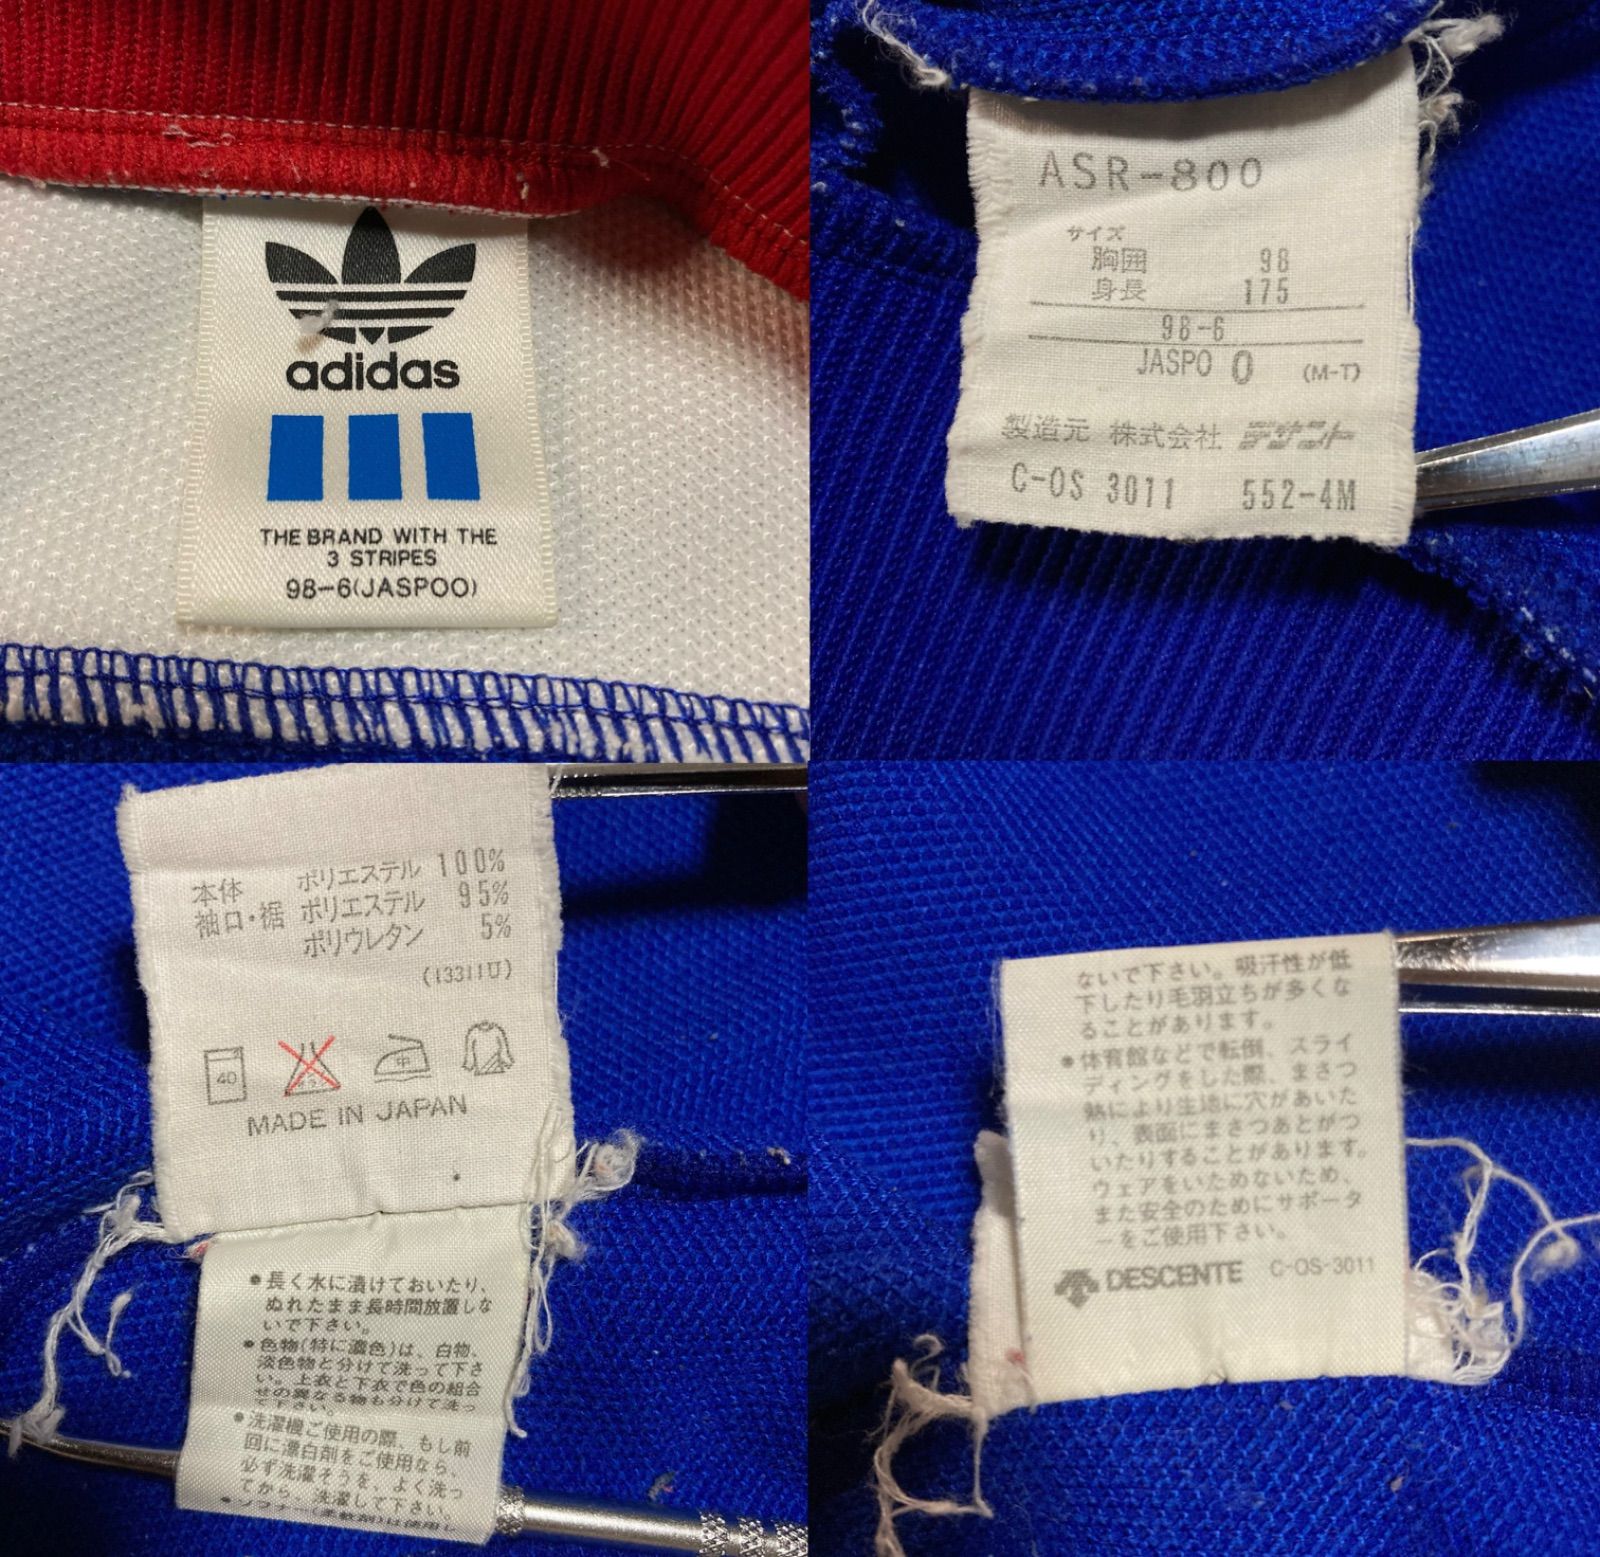 adidas
THE BRAND WITH THE
3 STRIPES
98-6(JASPOO)
ASR-800
サイズ
胸囲 98
身長 175
98-6
JASPO O (M-T)
製造元 株式会社 デサント
C-OS 3011 552-4M
本体 ポリエステル 100%
袖口・裾 ポリエステル 95%
ポリウレタン 5%
(13311U)
40
中
MADE IN JAPAN
●長く水に漬けておいたり、
ぬれたまま長時間放置しな
いで下さい。
●色物(特に濃色)は、白物、
淡色物と分けて洗って下さ
い。上衣と下衣で色の組合
せの異なる物も分けて洗っ
て下さい。
●洗濯機ご使用の際、もし前
回に漂白剤をご使用なら、
必ず洗濯そうを、よく洗っ
てから、洗濯して下さい。
●ソフナー(柔軟剤)は使用し
ないで下さい。吸汗性が低
下したり毛羽立ちが多くな
ることがあります。
●体育館などで転倒、スライ
ディングをした際、まさつ
熱により生地に穴があいた
り、表面にまさつあとがつ
いたりすることがあります。
ウェアをいためないため、
また安全のためにサポータ
ーをご使用下さい。
DESCENTE C-OS-3011